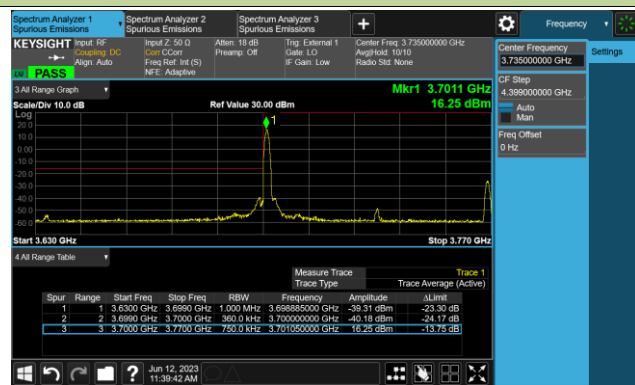 Spectrum Analyzer 1
Spurious Emissions
Spectrum Analyzer 2
Spurious Emissions
Spectrum Analyzer 3
Spurious Emissions
Frequency
KEYSIGHT
Input: RF
Coupling: DC
Align: Auto
Input Z: 50 Ω
Corr CCorr
Freq Ref: Int (S)
NFE: Adaptive
Atten: 18 dB
Preamp: Off
Trig: External 1
Gate: LO
IF Gain: Low
Center Freq: 3.735000000 GHz
Avg|Hold: 10/10
Radio Std: None
PASS
Center Frequency
3.735000000 GHz
Settings
CF Step
4.399000000 GHz
Auto
Man
Freq Offset
0 Hz
3 All Range Graph
Mkr1 3.7011 GHz
Scale/Div 10.0 dB
Ref Value 30.00 dBm
16.25 dBm
Log
20.0
10.0
0.00
-10.0
-20.0
-30.0
-40.0
-50.0
-60.0
1
Start 3.630 GHz
Stop 3.770 GHz
4 All Range Table
Measure Trace
Trace 1
Trace Type
Trace Average (Active)
Spur Range Start Freq Stop Freq RBW Frequency Amplitude ΔLimit
1 1 3.6300 GHz 3.6990 GHz 1.000 MHz 3.698885000 GHz -39.31 dBm -23.30 dB
2 2 3.6990 GHz 3.7000 GHz 360.0 kHz 3.700000000 GHz -40.18 dBm -24.17 dB
3 3 3.7000 GHz 3.7700 GHz 750.0 kHz 3.701050000 GHz 16.25 dBm -13.75 dB
Jun 12, 2023
11:39:42 AM